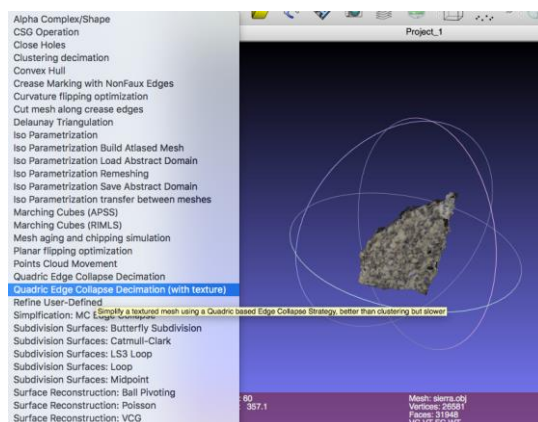 Alpha Complex/Shape
CSG Operation
Close Holes
Clustering decimation
Convex Hull
Crease Marking with NonFaux Edges
Curvature flipping optimization
Cut mesh along crease edges
Delaunay Triangulation
Iso Parametrization
Iso Parametrization Build Atlased Mesh
Iso Parametrization Load Abstract Domain
Iso Parametrization Remeshing
Iso Parametrization Save Abstract Domain
Iso Parametrization transfer between meshes
Marching Cubes (APSS)
Marching Cubes (RIMLS)
Mesh aging and chipping simulation
Planar flipping optimization
Points Cloud Movement
Quadric Edge Collapse Decimation
Quadric Edge Collapse Decimation (with texture)
Refine User-Defined
Simplify a textured mesh using a Quadric based Edge Collapse Strategy, better than clustering but slower
Simplification: MC E
Subdivision Surfaces: Butterfly Subdivision
Subdivision Surfaces: Catmull-Clark
Subdivision Surfaces: LS3 Loop
Subdivision Surfaces: Loop
Subdivision Surfaces: Midpoint
Surface Reconstruction: Ball Pivoting
Surface Reconstruction: Poisson
Surface Reconstruction: VCG
Project_1
: 60
357.1
Mesh: sierra.obj
Vertices: 26581
Faces: 31948